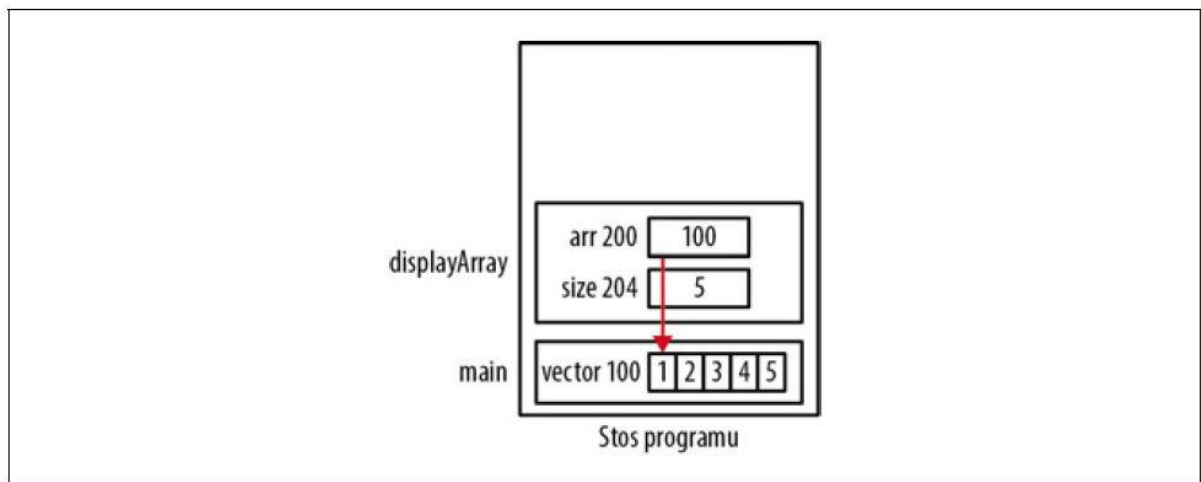 arr 200 100
displayArray
size 204 5
main vector 100 1 2 3 4 5
Stos programu